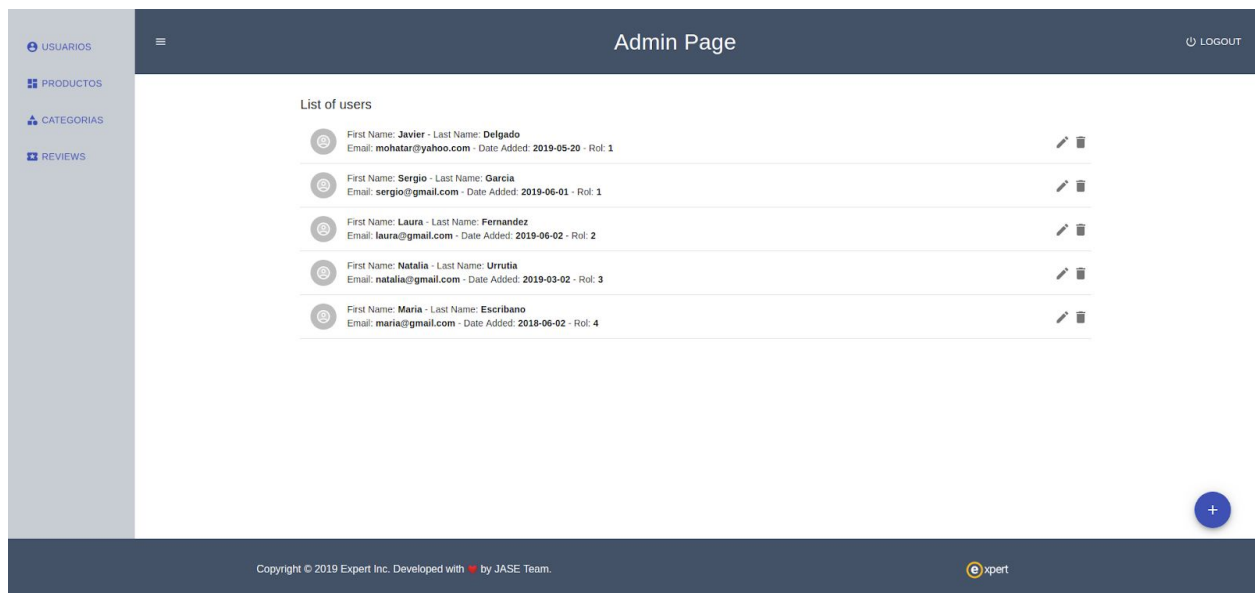 USUARIOS
PRODUCTOS
CATEGORIAS
REVIEWS
Admin Page
LOGOUT
List of users
First Name: Javier - Last Name: Delgado
Email: mohatar@yahoo.com - Date Added: 2019-05-20 - Rol: 1
First Name: Sergio - Last Name: Garcia
Email: sergio@gmail.com - Date Added: 2019-06-01 - Rol: 1
First Name: Laura - Last Name: Fernandez
Email: laura@gmail.com - Date Added: 2019-06-02 - Rol: 2
First Name: Natalia - Last Name: Urrutia
Email: natalia@gmail.com - Date Added: 2019-03-02 - Rol: 3
First Name: Maria - Last Name: Escribano
Email: maria@gmail.com - Date Added: 2018-06-02 - Rol: 4
+
Copyright © 2019 Expert Inc. Developed with ❤ by JASE Team.
expert